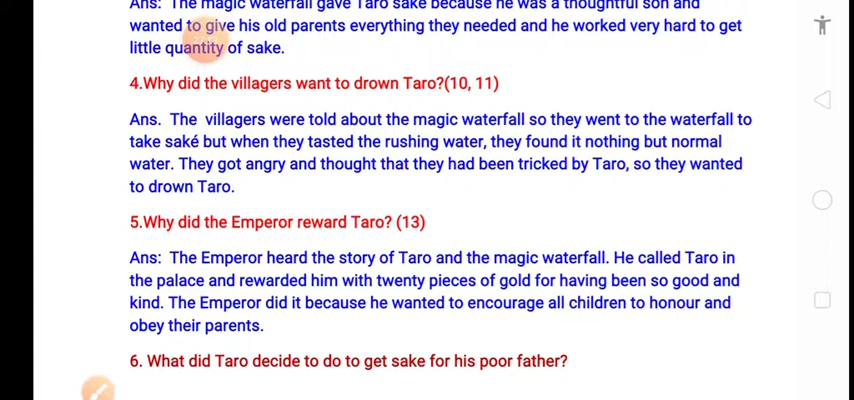 Ans: The magic waterfall gave Taro sake because he was a thoughtful son and
wanted to give his old parents everything they needed and he worked very hard to get
little quantity of sake.
4.Why did the villagers want to drown Taro?(10, 11)
Ans. The villagers were told about the magic waterfall so they went to the waterfall to
take saké but when they tasted the rushing water, they found it nothing but normal
water. They got angry and thought that they had been tricked by Taro, so they wanted
to drown Taro.
5.Why did the Emperor reward Taro? (13)
Ans: The Emperor heard the story of Taro and the magic waterfall. He called Taro in
the palace and rewarded him with twenty pieces of gold for having been so good and
kind. The Emperor did it because he wanted to encourage all children to honour and
obey their parents.
6. What did Taro decide to do to get sake for his poor father?